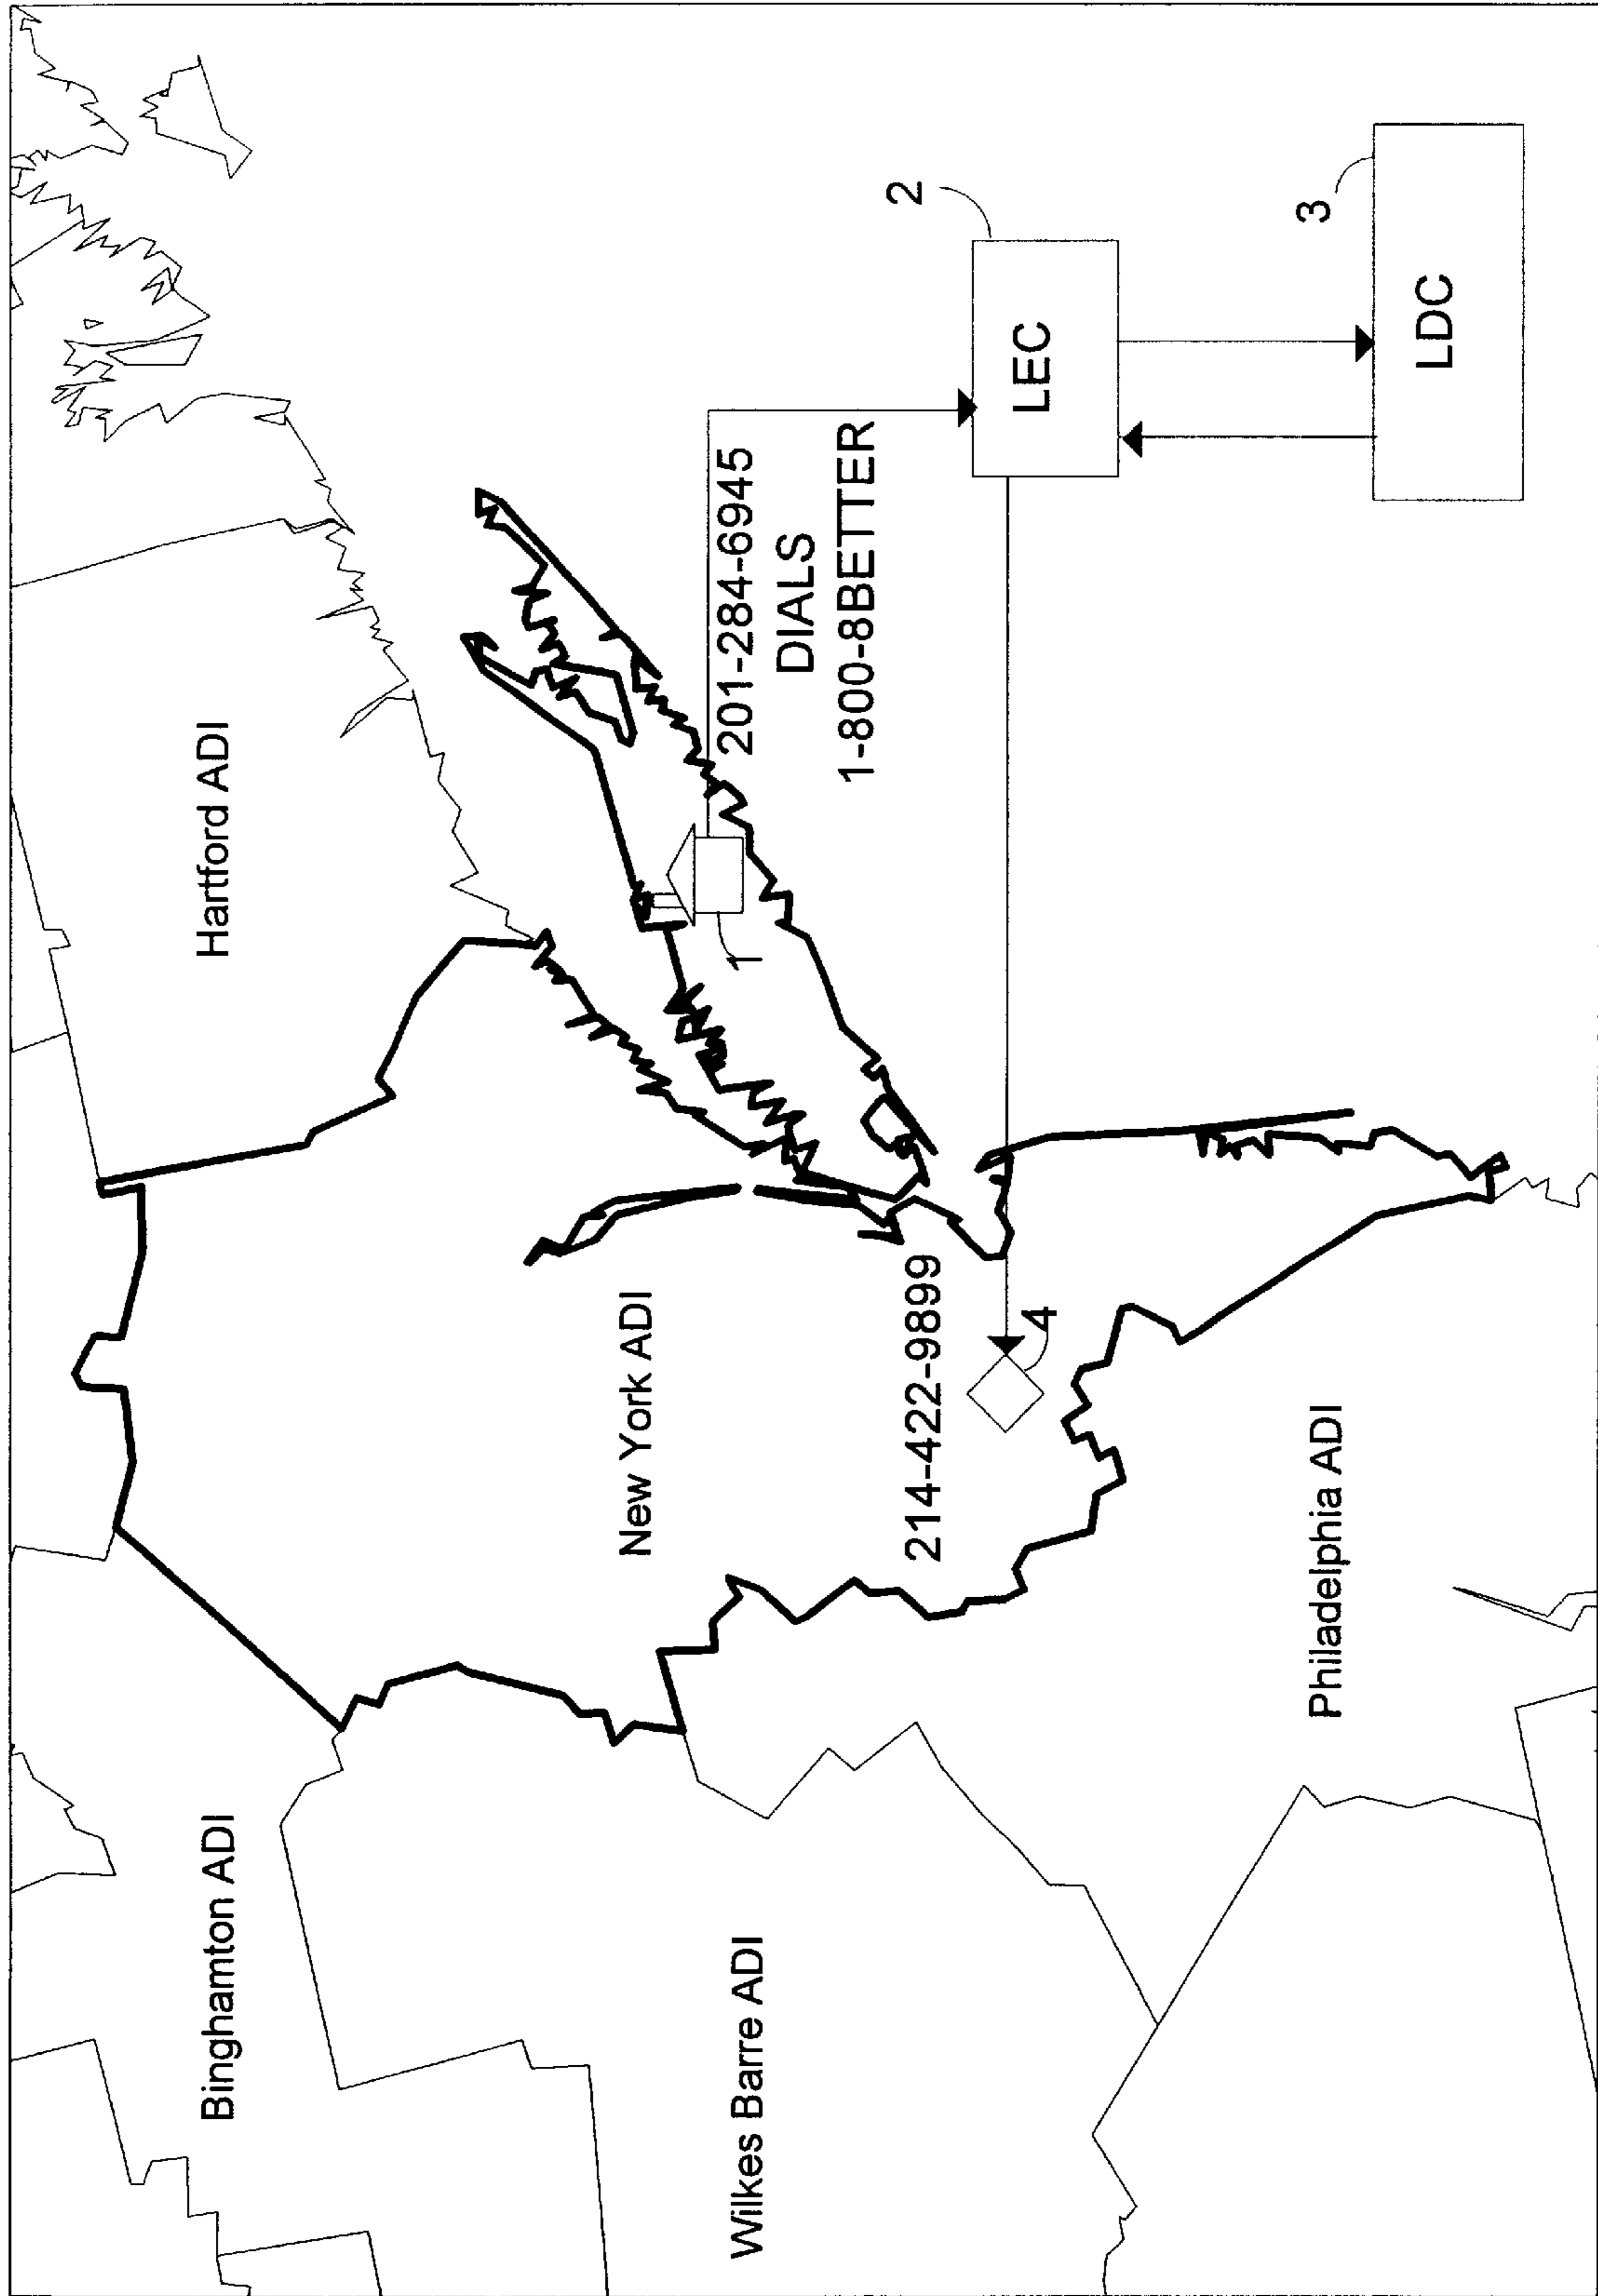 Binghamton ADI
Hartford ADI
New York ADI
Wilkes Barre ADI
1
201-284-6945
DIALS
1-800-8BETTER
214-422-9899
2
LEC
4
3
Philadelphia ADI
LDC